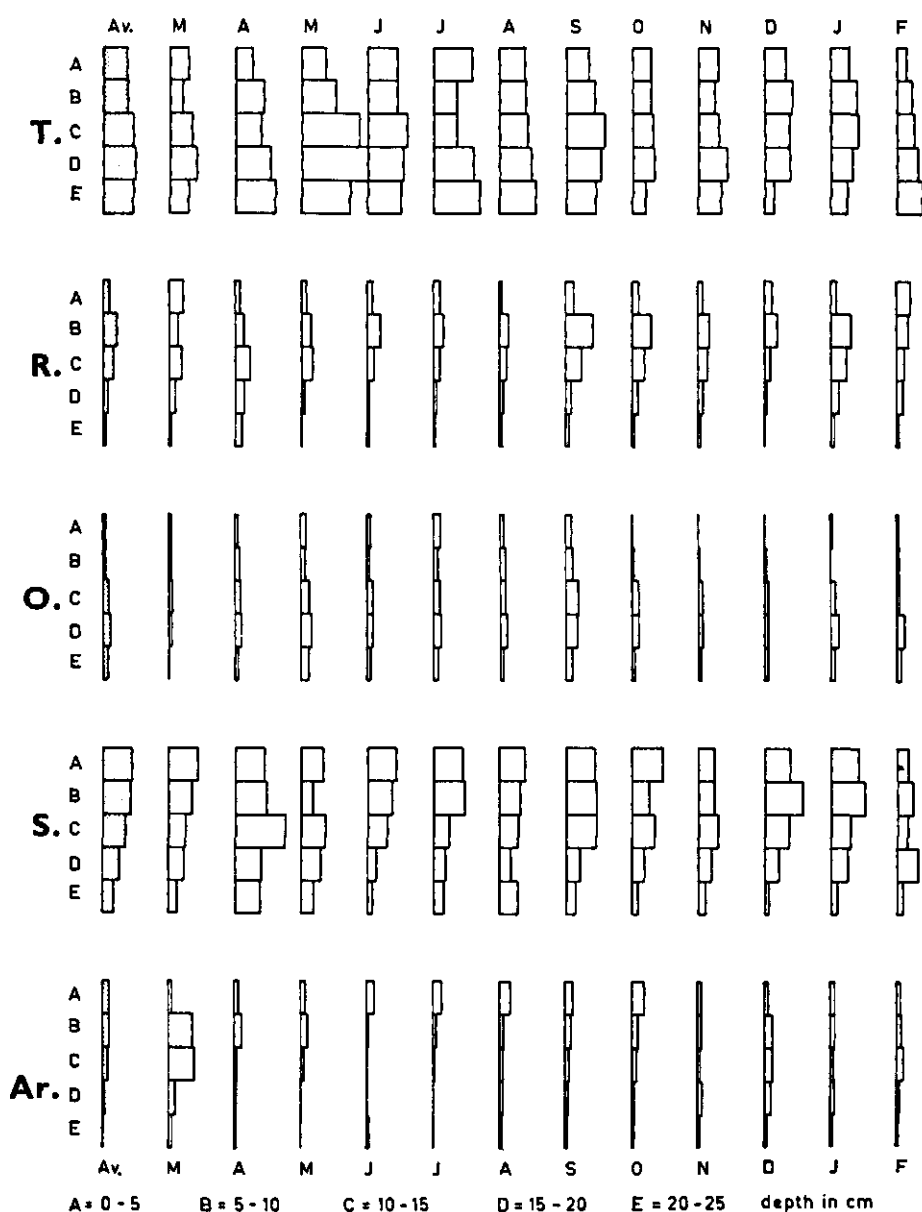 Av. M A M J J A S O N D J F
A
B
T. C
D
E
A
B
R. C
D
E
A
B
O. C
D
E
A
B
S. C
D
E
A
B
C
Ar. D
E
Av. M A M J J A S O N D J F
A = 0 - 5 B = 5 - 10 C = 10 - 15 D = 15 - 20 E = 20 - 25 depth in cm